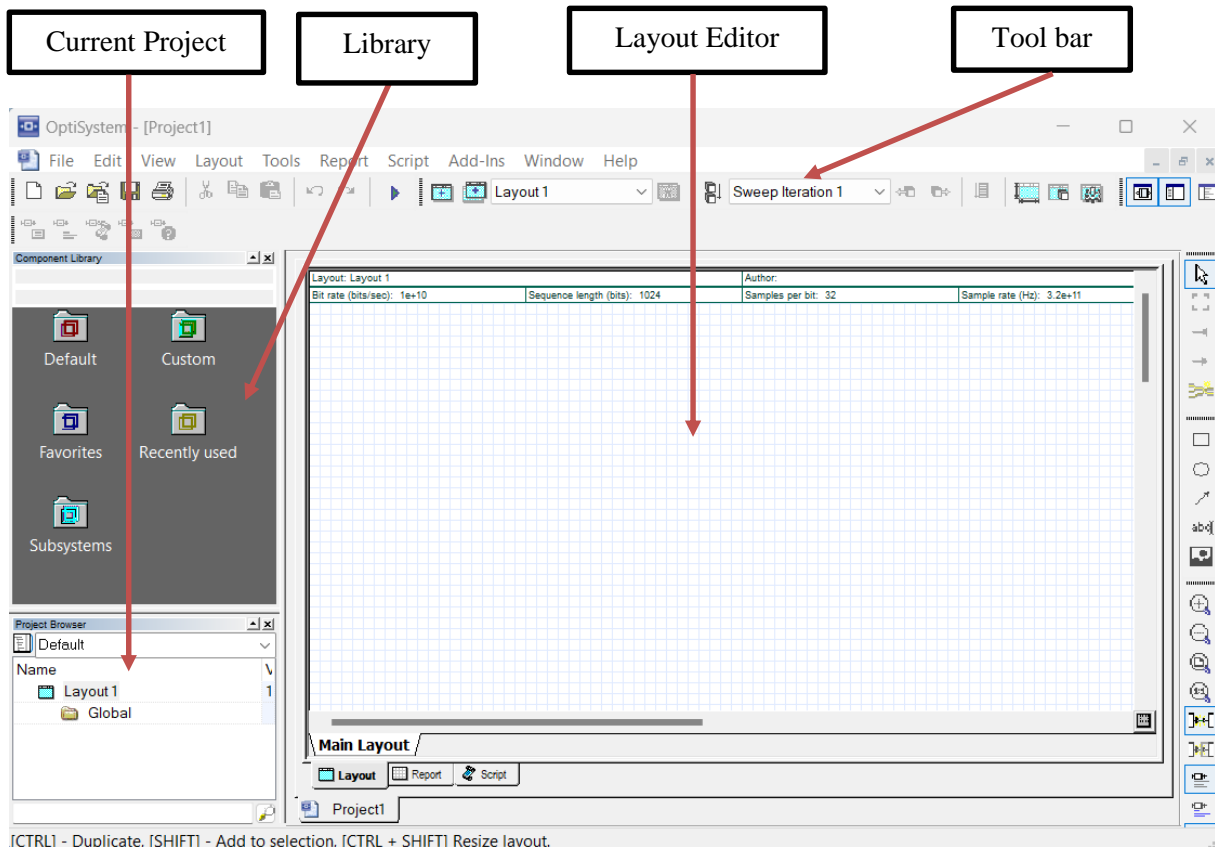 Current Project
Library
Layout Editor
Tool bar
OptiSystem - [Project1]
File Edit View Layout Tools Report Script Add-Ins Window Help
Layout 1
Sweep Iteration 1
Component Library
Default
Custom
Favorites
Recently used
Subsystems
Layout: Layout 1
Author:
Bit rate (bits/sec): 1e+10
Sequence length (bits): 1024
Samples per bit: 32
Sample rate (Hz): 3.2e+11
abc
Project Browser
Default
Name V
Layout 1 1
Global
Main Layout
Layout Report Script
Project1
[CTRL] - Duplicate, [SHIFT] - Add to selection, [CTRL + SHIFT] Resize layout.